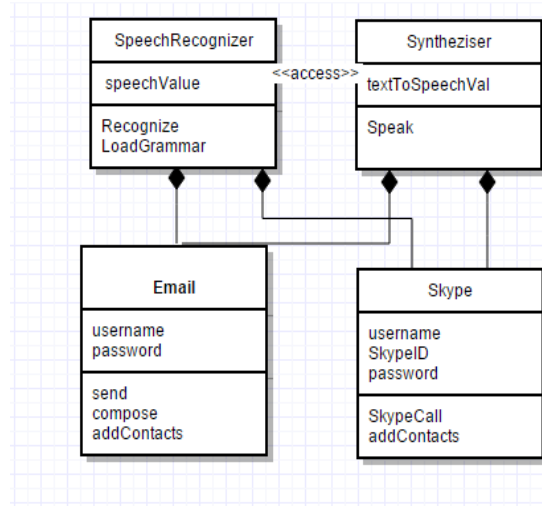 SpeechRecognizer
speechValue
Recognize
LoadGrammar
<<access>>
Syntheziser
textToSpeechVal
Speak
Email
username
password
send
compose
addContacts
Skype
username
SkypeID
password
SkypeCall
addContacts